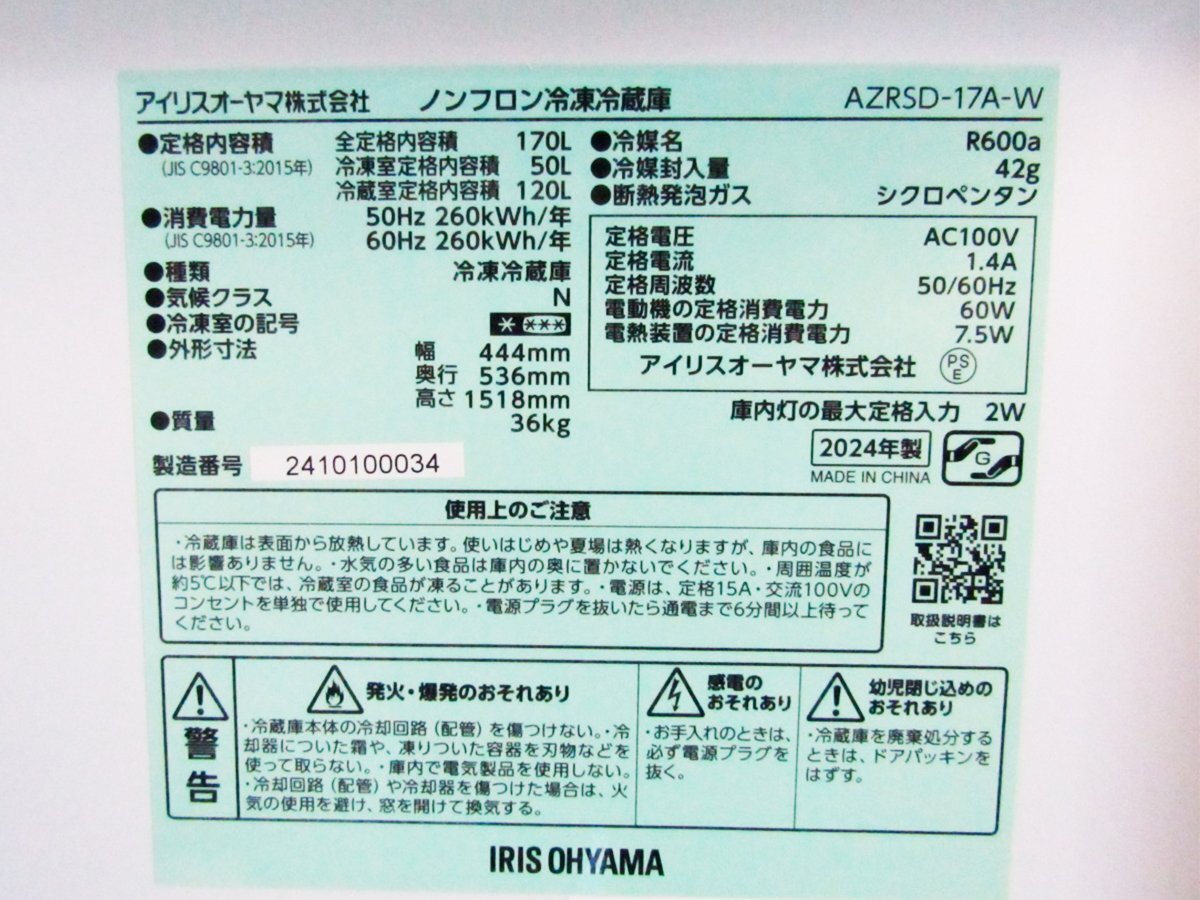 アイリスオーヤマ株式会社 ノンフロン冷凍冷蔵庫 AZRSD-17A-W
●定格内容積 全定格内容積 170L
(JIS C9801-3:2015年) 冷凍室定格内容積 50L
冷蔵室定格内容積 120L
●消費電力量 50Hz 260kWh/年
(JIS C9801-3:2015年) 60Hz 260kWh/年
●種類 冷凍冷蔵庫
●気候クラス N
●冷凍室の記号 * ***
●外形寸法 幅 444mm
奥行 536mm
高さ 1518mm
●質量 36kg
製造番号 2410100034
●冷媒名 R600a
●冷媒封入量 42g
●断熱発泡ガス シクロペンタン
定格電圧 AC100V
定格電流 1.4A
定格周波数 50/60Hz
電動機の定格消費電力 60W
電熱装置の定格消費電力 7.5W
アイリスオーヤマ株式会社 PSE
庫内灯の最大定格入力 2W
2024年製 G
MADE IN CHINA
使用上のご注意
・冷蔵庫は表面から放熱しています。使いはじめや夏場は熱くなりますが、庫内の食品に
は影響ありません。・水気の多い食品は庫内の奥に置かないでください。・周囲温度が
約5℃以下では、冷蔵室の食品が凍ることがあります。・電源は、定格15A・交流100Vの
コンセントを単独で使用してください。・電源プラグを抜いたら通電まで6分間以上待って
ください。
取扱説明書は
こちら
警告
発火・爆発のおそれあり
・冷蔵庫本体の冷却回路(配管)を傷つけない。・冷
却器についた霜や、凍りついた容器を刃物などを
使って取らない。・庫内で電気製品を使用しない。
・冷却回路(配管)や冷却器を傷つけた場合は、火
気の使用を避け、窓を開けて換気する。
感電の
おそれあり
・お手入れのときは、
必ず電源プラグを
抜く。
幼児閉じ込めの
おそれあり
・冷蔵庫を廃棄処分する
ときは、ドアパッキンを
はずす。
IRIS OHYAMA